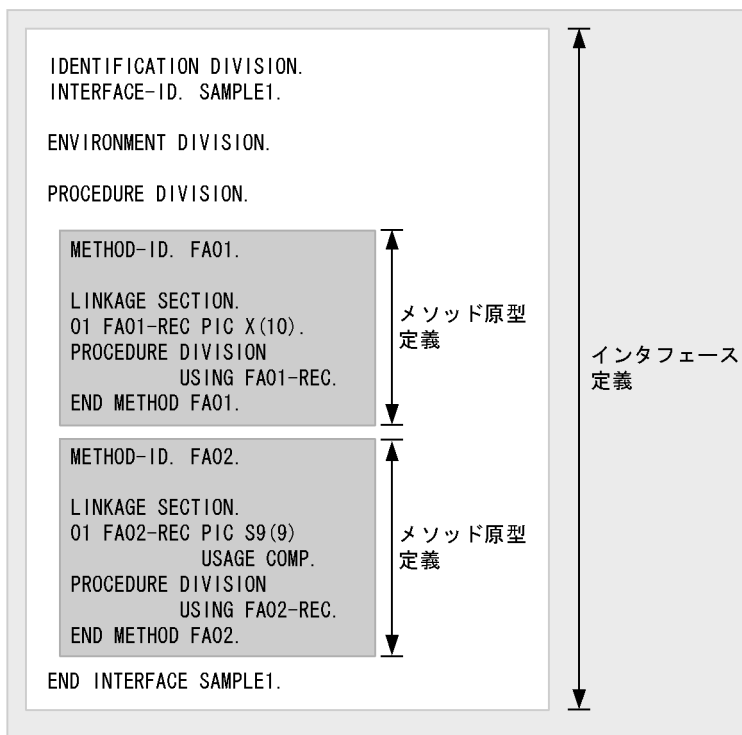 IDENTIFICATION DIVISION.
INTERFACE-ID. SAMPLE1.
ENVIRONMENT DIVISION.
PROCEDURE DIVISION.
METHOD-ID. FA01.
LINKAGE SECTION.
01 FA01-REC PIC X(10).
PROCEDURE DIVISION
USING FA01-REC.
END METHOD FA01.
メソッド原型
定義
METHOD-ID. FA02.
LINKAGE SECTION.
01 FA02-REC PIC S9(9)
USAGE COMP.
PROCEDURE DIVISION
USING FA02-REC.
END METHOD FA02.
メソッド原型
定義
END INTERFACE SAMPLE1.
インタフェース
定義